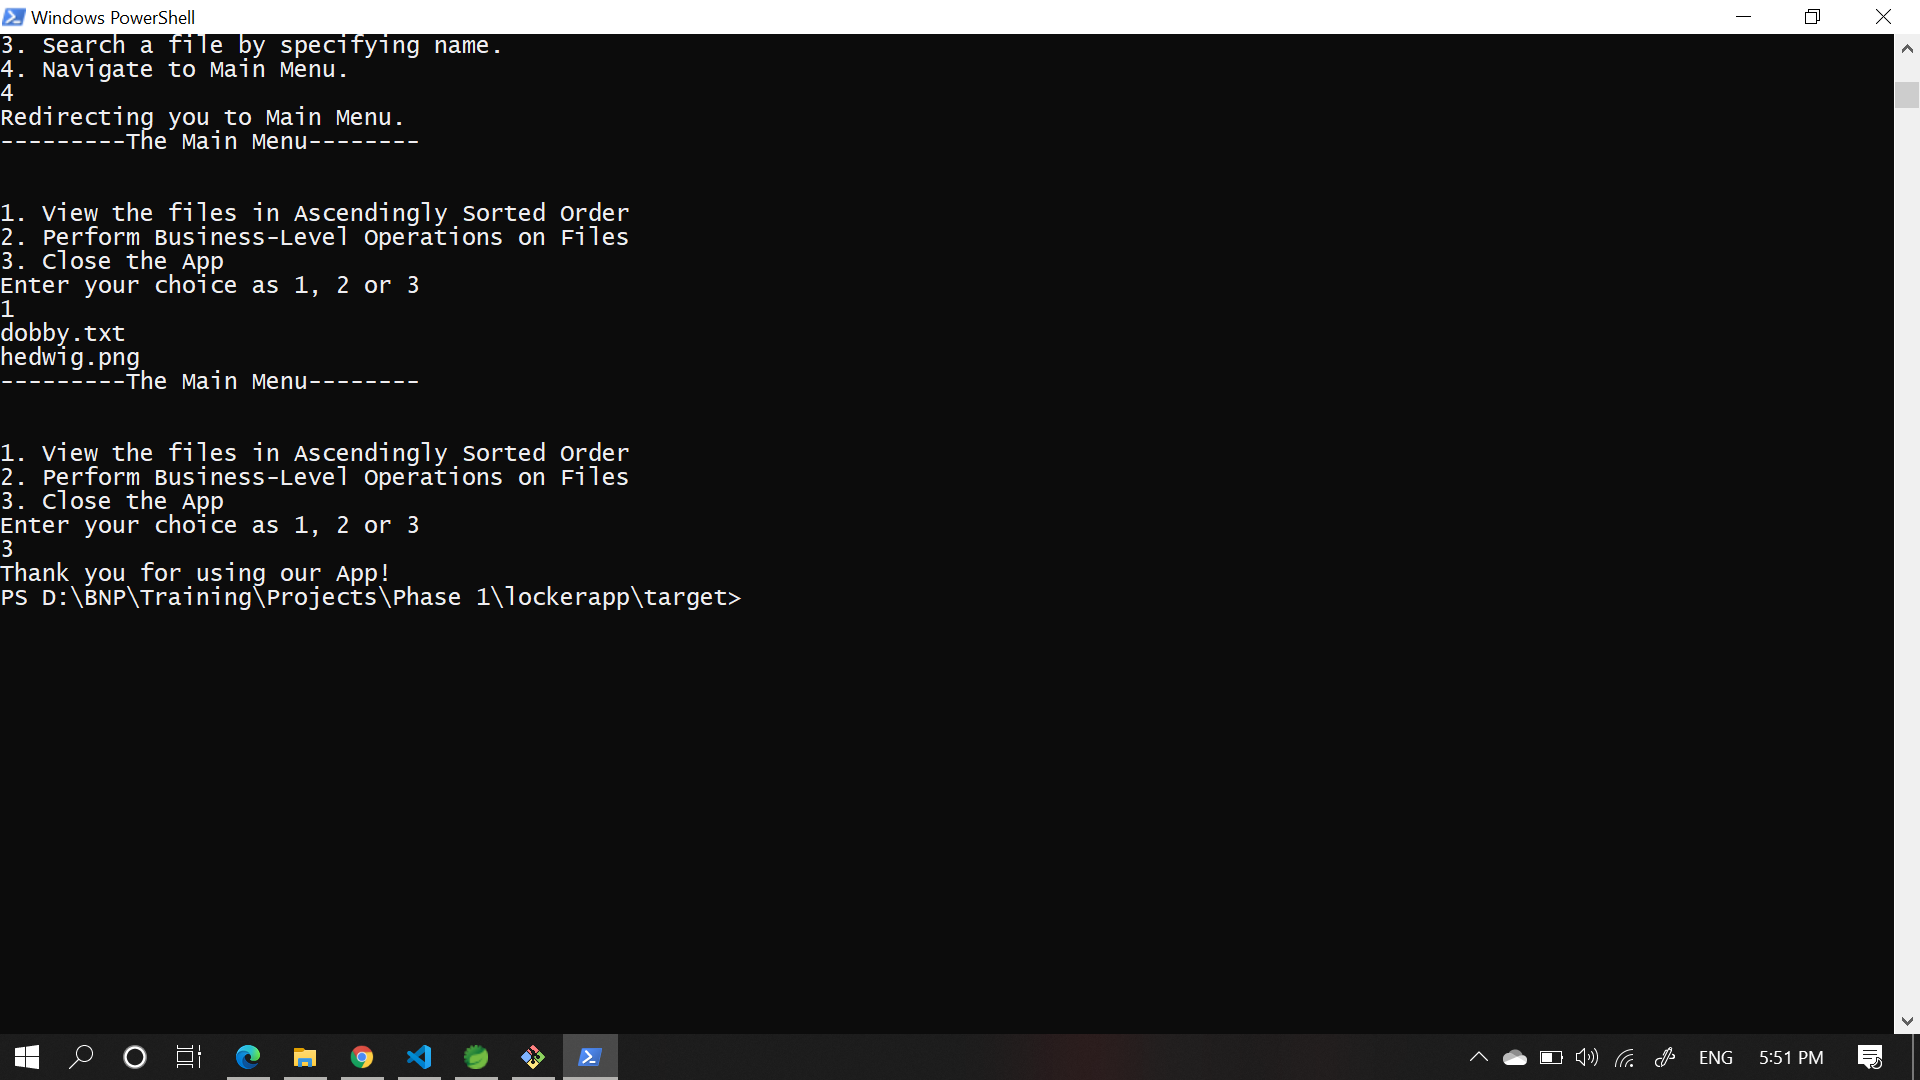 Windows PowerShell
3. Search a file by specifying name.
4. Navigate to Main Menu.
4
Redirecting you to Main Menu.
---------The Main Menu--------
1. View the files in Ascendingly Sorted Order
2. Perform Business-Level Operations on Files
3. Close the App
Enter your choice as 1, 2 or 3
1
dobby.txt
hedwig.png
---------The Main Menu--------
1. View the files in Ascendingly Sorted Order
2. Perform Business-Level Operations on Files
3. Close the App
Enter your choice as 1, 2 or 3
3
Thank you for using our App!
PS D:\BNP\Training\Projects\Phase 1\lockerapp\target>
ENG 5:51 PM